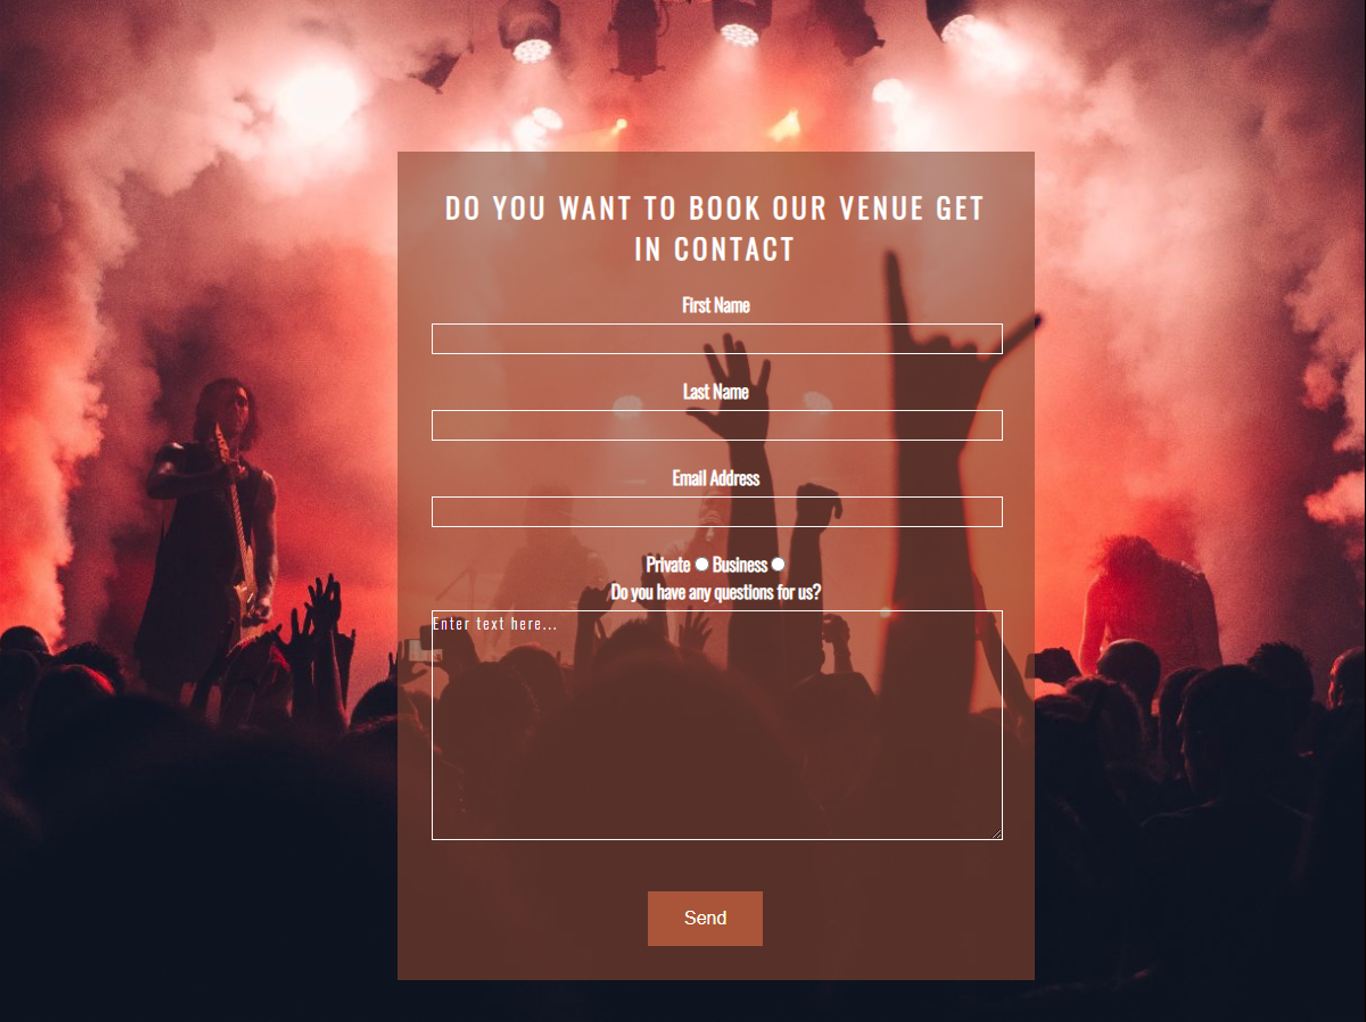 DO YOU WANT TO BOOK OUR VENUE GET
IN CONTACT
First Name
Last Name
Email Address
Private Business
Do you have any questions for us?
Enter text here...
Send